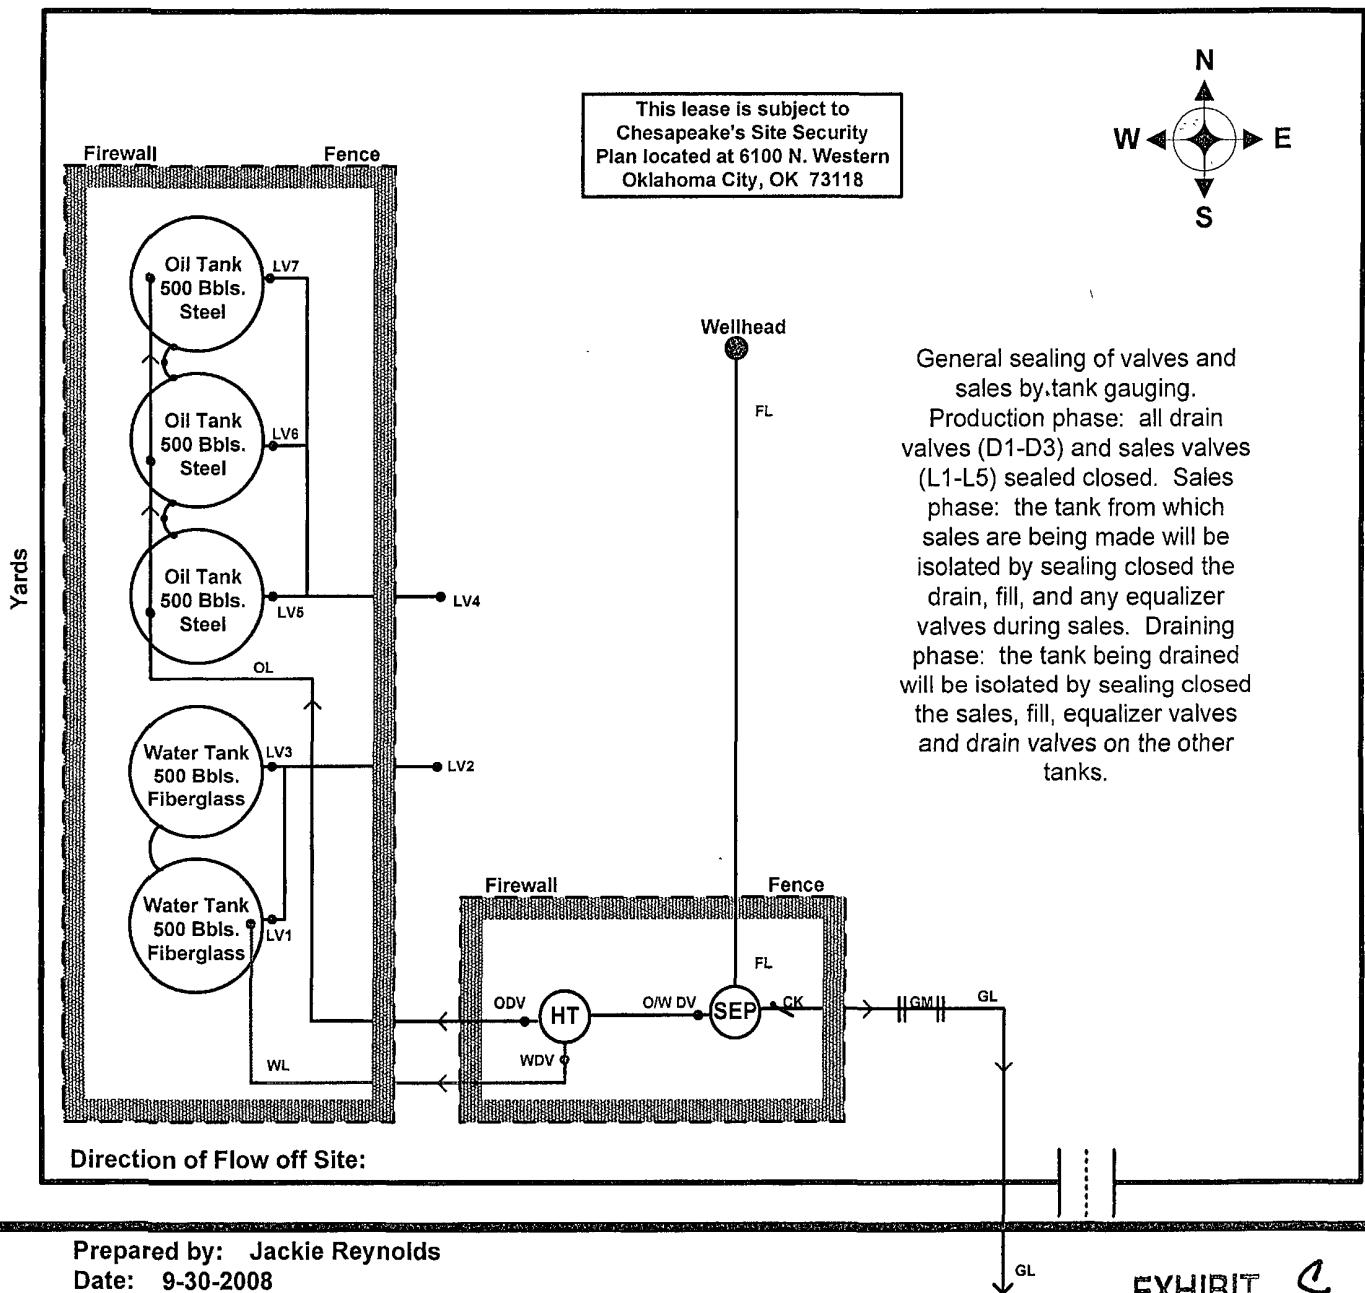 N
W E
S
This lease is subject to
Chesapeake's Site Security
Plan located at 6100 N. Western
Oklahoma City, OK 73118
Firewall Fence
Oil Tank
500 Bbls.
Steel
LV7
Oil Tank
500 Bbls.
Steel
LV6
Oil Tank
500 Bbls.
Steel
LV5
LV4
OL
Yards
Water Tank
500 Bbls.
Fiberglass
LV3
LV2
Water Tank
500 Bbls.
Fiberglass
LV1
WL
Wellhead
FL
General sealing of valves and
sales by tank gauging.
Production phase: all drain
valves (D1-D3) and sales valves
(L1-L5) sealed closed. Sales
phase: the tank from which
sales are being made will be
isolated by sealing closed the
drain, fill, and any equalizer
valves during sales. Draining
phase: the tank being drained
will be isolated by sealing closed
the sales, fill, equalizer valves
and drain valves on the other
tanks.
Firewall Fence
FL
ODV
HT
O/W DV
SEP
CK
GM
GL
WDV
Direction of Flow off Site:
Prepared by: Jackie Reynolds
Date: 9-30-2008
GL
EXHIBIT C